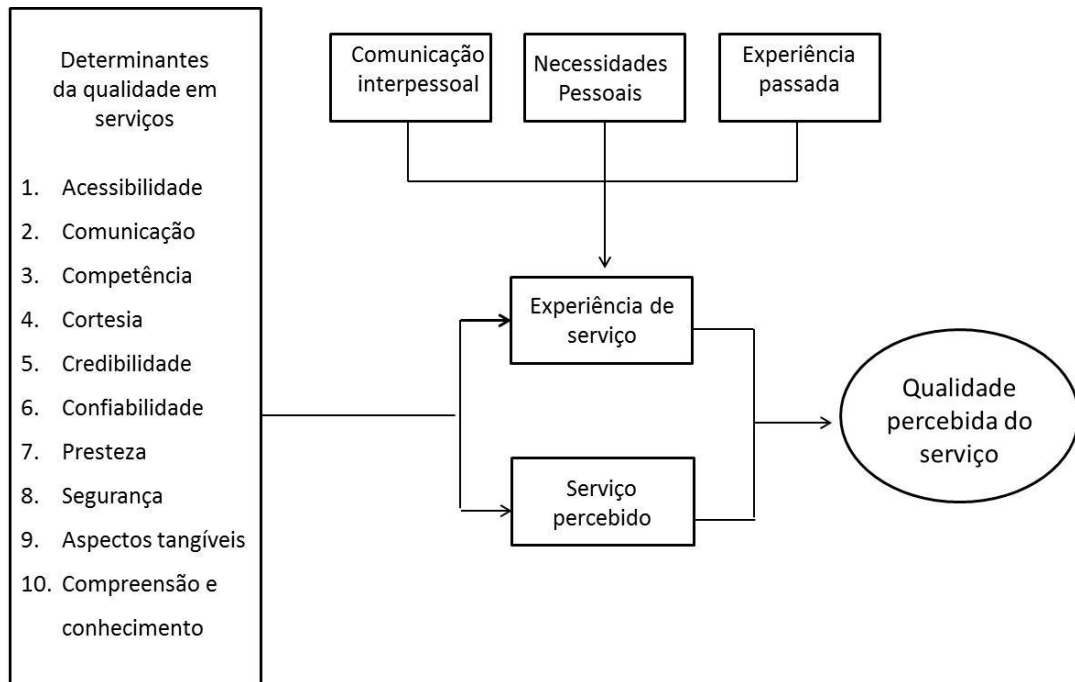 Determinantes
da qualidade em
serviços
1. Acessibilidade
2. Comunicação
3. Competência
4. Cortesia
5. Credibilidade
6. Confiabilidade
7. Presteza
8. Segurança
9. Aspectos tangíveis
10. Compreensão e
conhecimento
Comunicação
interpessoal
Necessidades
Pessoais
Experiência
passada
Experiência de
serviço
Serviço
percebido
Qualidade
percebida do
serviço